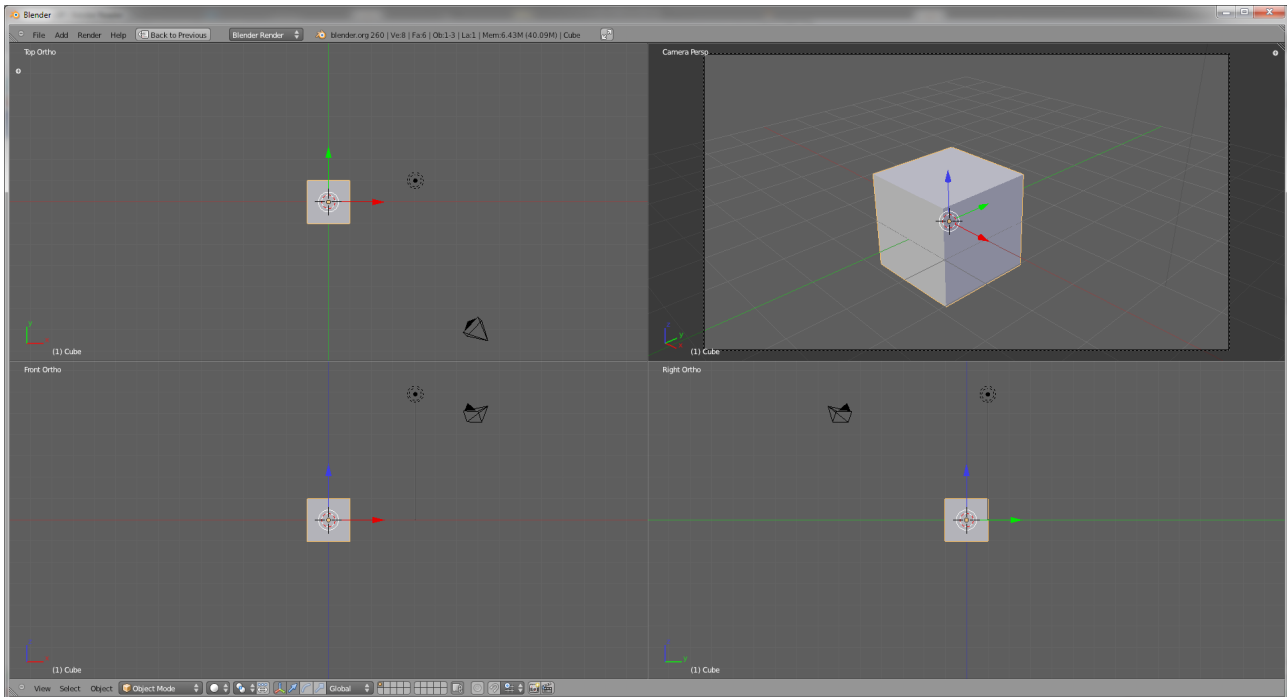 Blender
File Add Render Help Back to Previous Blender Render blender.org 260 | Ve:8 | Fa:6 | Ob:1-3 | La:1 | Mem:6.43M (40.09M) | Cube
Top Ortho
Camera Persp
y
x
(1) Cube
z
y
x
(1) Cube
Front Ortho
Right Ortho
z
x
(1) Cube
z
y
(1) Cube
View Select Object Object Mode Global